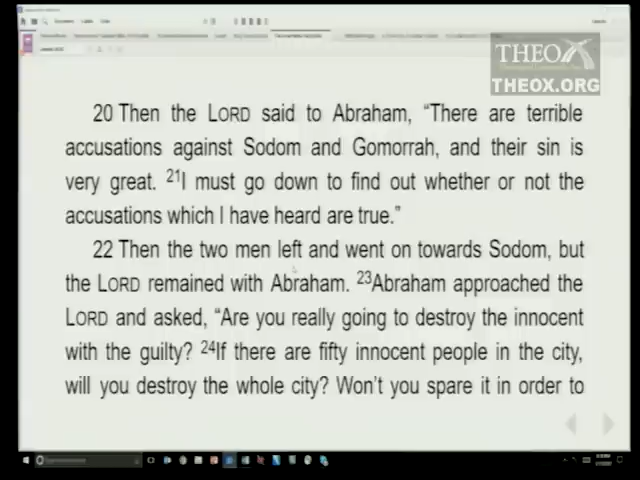 THEOX
THEOX.ORG
20 Then the LORD said to Abraham, “There are terrible
accusations against Sodom and Gomorrah, and their sin is
very great. 21I must go down to find out whether or not the
accusations which I have heard are true.”
22 Then the two men left and went on towards Sodom, but
the LORD remained with Abraham. 23Abraham approached the
LORD and asked, “Are you really going to destroy the innocent
with the guilty? 24If there are fifty innocent people in the city,
will you destroy the whole city? Won’t you spare it in order to